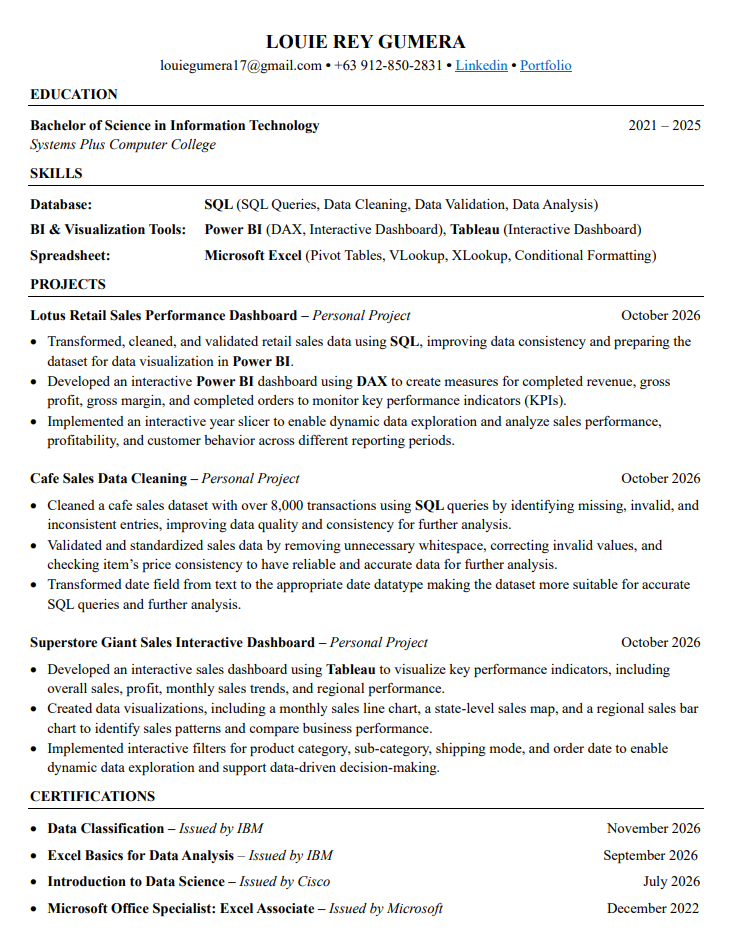 LOUIE REY GUMERA
louiegumera17@gmail.com • +63 912-850-2831 • Linkedin • Portfolio
EDUCATION
Bachelor of Science in Information Technology 2021 – 2025
Systems Plus Computer College
SKILLS
Database: SQL (SQL Queries, Data Cleaning, Data Validation, Data Analysis)
BI & Visualization Tools: Power BI (DAX, Interactive Dashboard), Tableau (Interactive Dashboard)
Spreadsheet: Microsoft Excel (Pivot Tables, VLookup, XLookup, Conditional Formatting)
PROJECTS
Lotus Retail Sales Performance Dashboard – Personal Project October 2026
• Transformed, cleaned, and validated retail sales data using SQL, improving data consistency and preparing the
dataset for data visualization in Power BI.
• Developed an interactive Power BI dashboard using DAX to create measures for completed revenue, gross
profit, gross margin, and completed orders to monitor key performance indicators (KPIs).
• Implemented an interactive year slicer to enable dynamic data exploration and analyze sales performance,
profitability, and customer behavior across different reporting periods.
Cafe Sales Data Cleaning – Personal Project October 2026
• Cleaned a cafe sales dataset with over 8,000 transactions using SQL queries by identifying missing, invalid, and
inconsistent entries, improving data quality and consistency for further analysis.
• Validated and standardized sales data by removing unnecessary whitespace, correcting invalid values, and
checking item’s price consistency to have reliable and accurate data for further analysis.
• Transformed date field from text to the appropriate date datatype making the dataset more suitable for accurate
SQL queries and further analysis.
Superstore Giant Sales Interactive Dashboard – Personal Project October 2026
• Developed an interactive sales dashboard using Tableau to visualize key performance indicators, including
overall sales, profit, monthly sales trends, and regional performance.
• Created data visualizations, including a monthly sales line chart, a state-level sales map, and a regional sales bar
chart to identify sales patterns and compare business performance.
• Implemented interactive filters for product category, sub-category, shipping mode, and order date to enable
dynamic data exploration and support data-driven decision-making.
CERTIFICATIONS
• Data Classification – Issued by IBM November 2026
• Excel Basics for Data Analysis – Issued by IBM September 2026
• Introduction to Data Science – Issued by Cisco July 2026
• Microsoft Office Specialist: Excel Associate – Issued by Microsoft December 2022